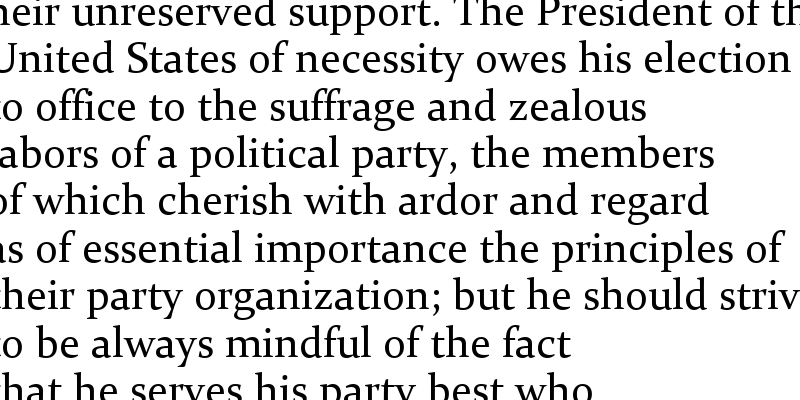 their unreserved support. The President of the
United States of necessity owes his election
to office to the suffrage and zealous
labors of a political party, the members
of which cherish with ardor and regard
as of essential importance the principles of
their party organization; but he should strive
to be always mindful of the fact
that he serves his party best who